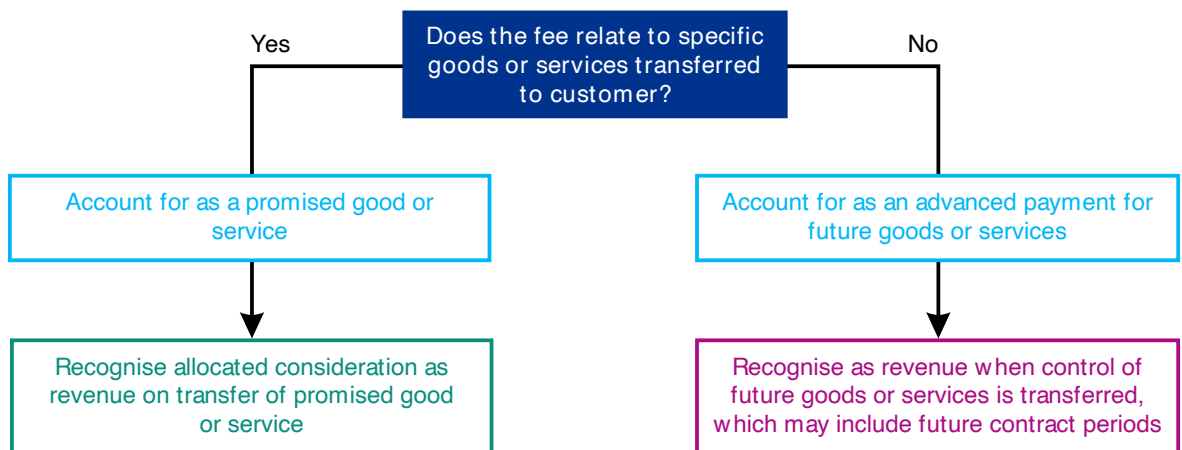 Does the fee relate to specific
goods or services transferred
to customer?
Yes
No
Account for as a promised good or
service
Account for as an advanced payment for
future goods or services
Recognise allocated consideration as
revenue on transfer of promised good
or service
Recognise as revenue when control of
future goods or services is transferred,
which may include future contract periods